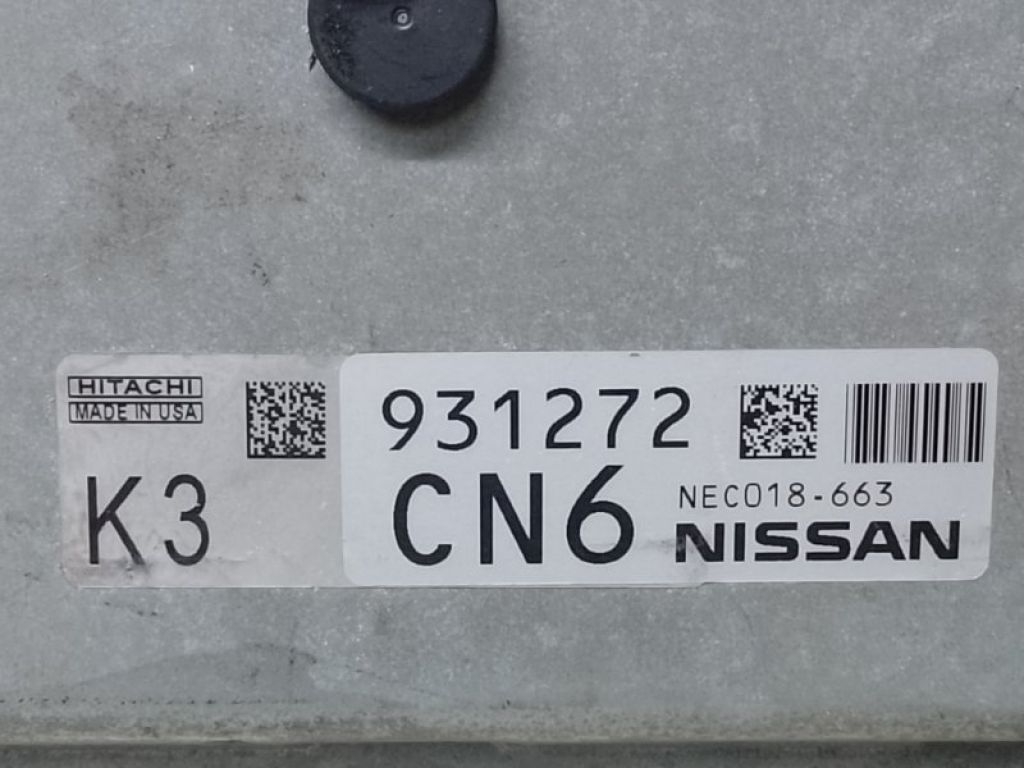 HITACHI
MADE IN USA
K3
931272
CN6
NEC018-663
NISSAN